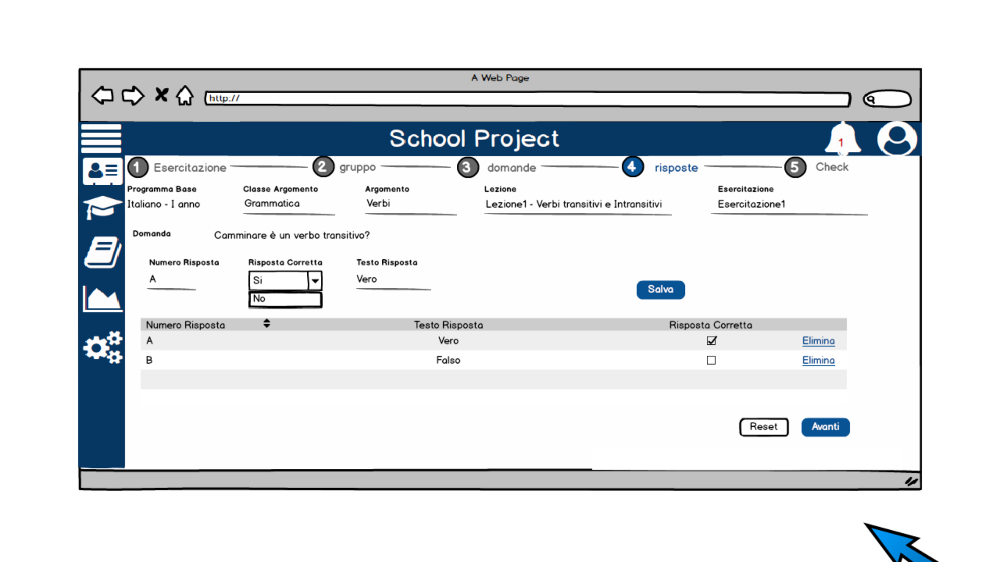 A Web Page
http://
School Project
1
1 Esercitazione 2 gruppo 3 domande 4 risposte 5 Check
Programma Base Classe Argomento Argomento Lezione Esercitazione
Italiano - I anno Grammatica Verbi Lezione1 - Verbi transitivi e Intransitivi Esercitazione1
Domanda Camminare è un verbo transitivo?
Numero Risposta Risposta Corretta Testo Risposta
A Si Vero
Salva
No
Numero Risposta Testo Risposta Risposta Corretta
A Vero Elimina
B Falso Elimina
Reset Avanti